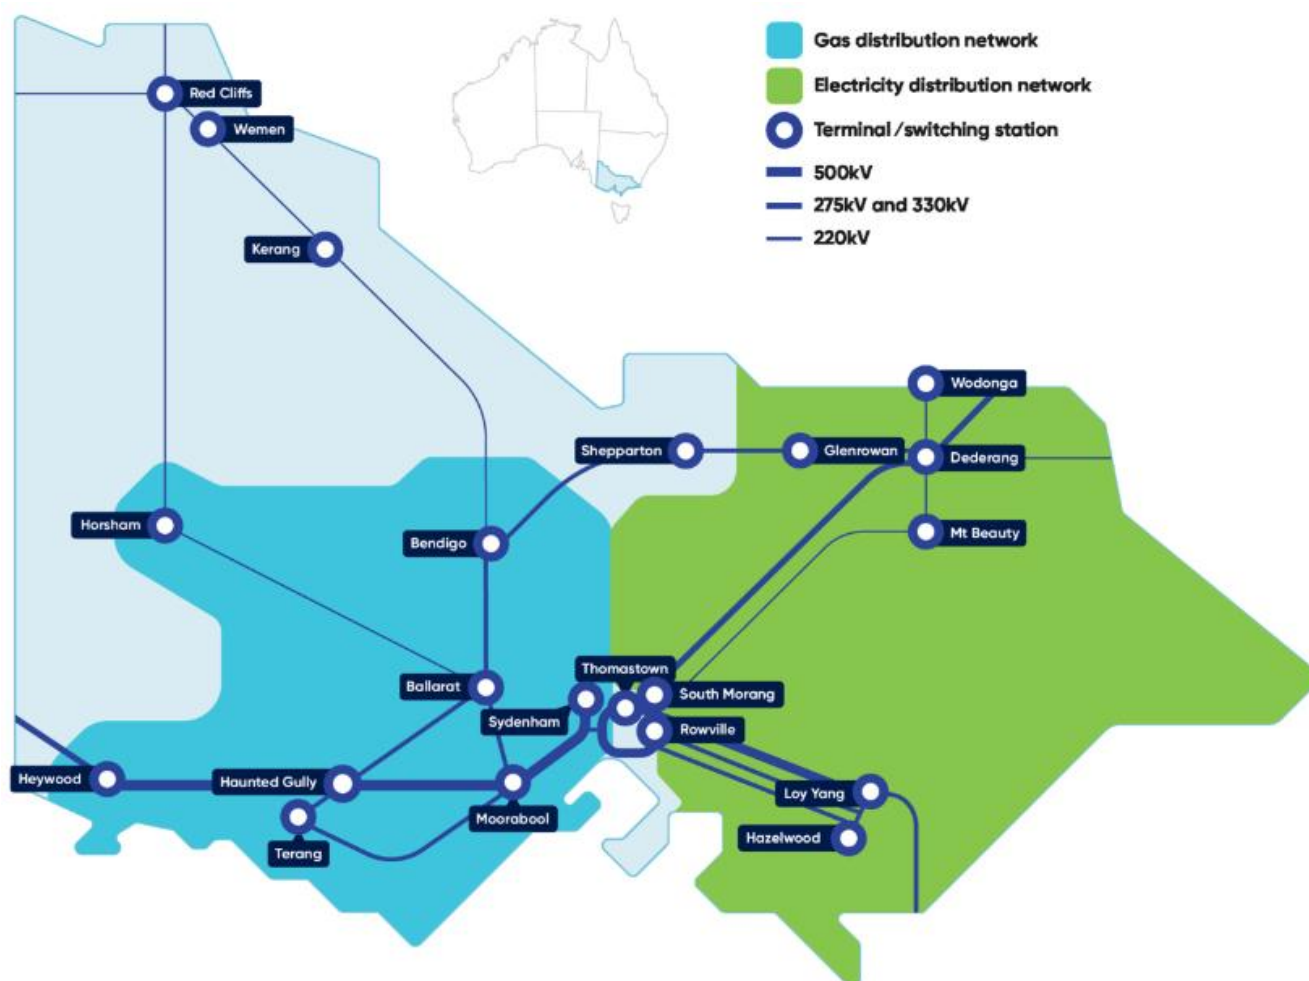 Gas distribution network
Electricity distribution network
Terminal/switching station
500kV
275kV and 330kV
220kV
Red Cliffs
Wemen
Kerang
Wodonga
Shepparton
Glenrowan
Dederang
Horsham
Bendigo
Mt Beauty
Thomastown
Ballarat
South Morang
Sydenham
Rowville
Heywood
Haunted Gully
Loy Yang
Moorabool
Hazelwood
Terang